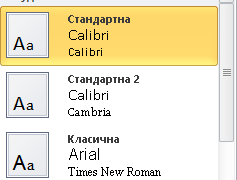 Стандартна
Aa
Calibri
Calibri
Стандартна 2
Aa
Calibri
Cambria
Класична
Aa
Arial
Times New Roman